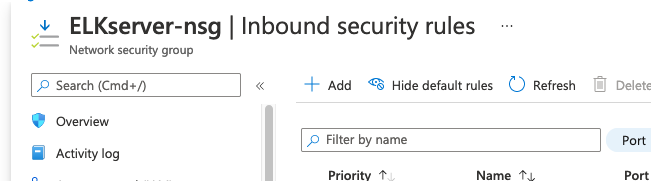 ELKserver-nsg | Inbound security rules ...
Network security group
Search (Cmd+/) «
Overview
Activity log
+ Add Hide default rules Refresh Delete
Filter by name Port
Priority ↑↓ Name ↑↓ Port